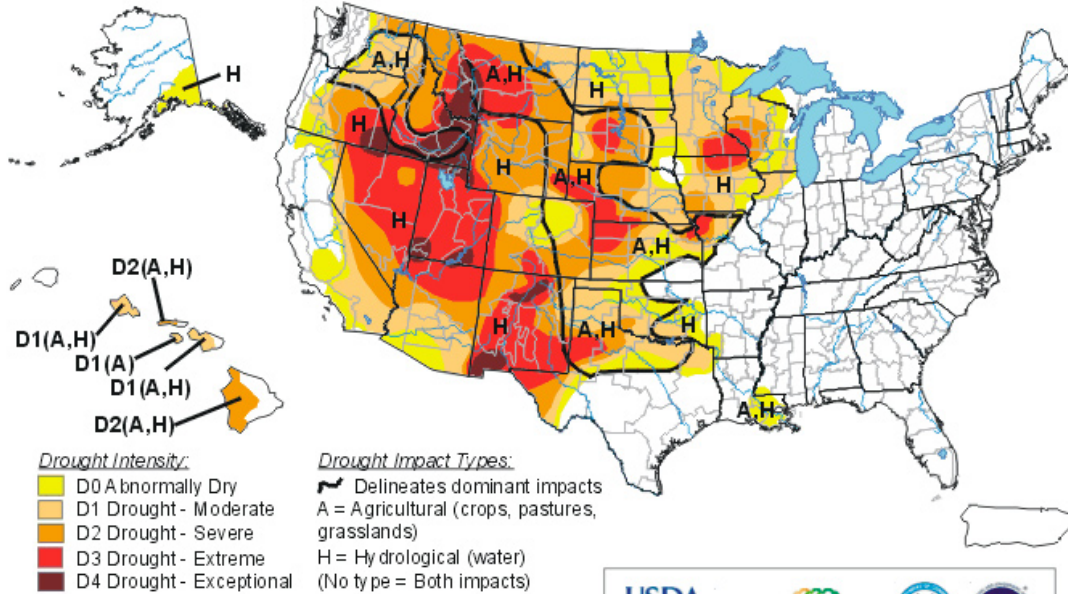 H
A,H
A,H
H
H
H
A,H
H
H
A,H
H
A,H
H
A,H
D2(A,H)
D1(A,H)
D1(A)
D1(A,H)
D2(A,H)
Drought Intensity:
D0 Abnormally Dry
D1 Drought - Moderate
D2 Drought - Severe
D3 Drought - Extreme
D4 Drought - Exceptional
Drought Impact Types:
Delineates dominant impacts
A = Agricultural (crops, pastures,
grasslands)
H = Hydrological (water)
(No type = Both impacts)
USDA